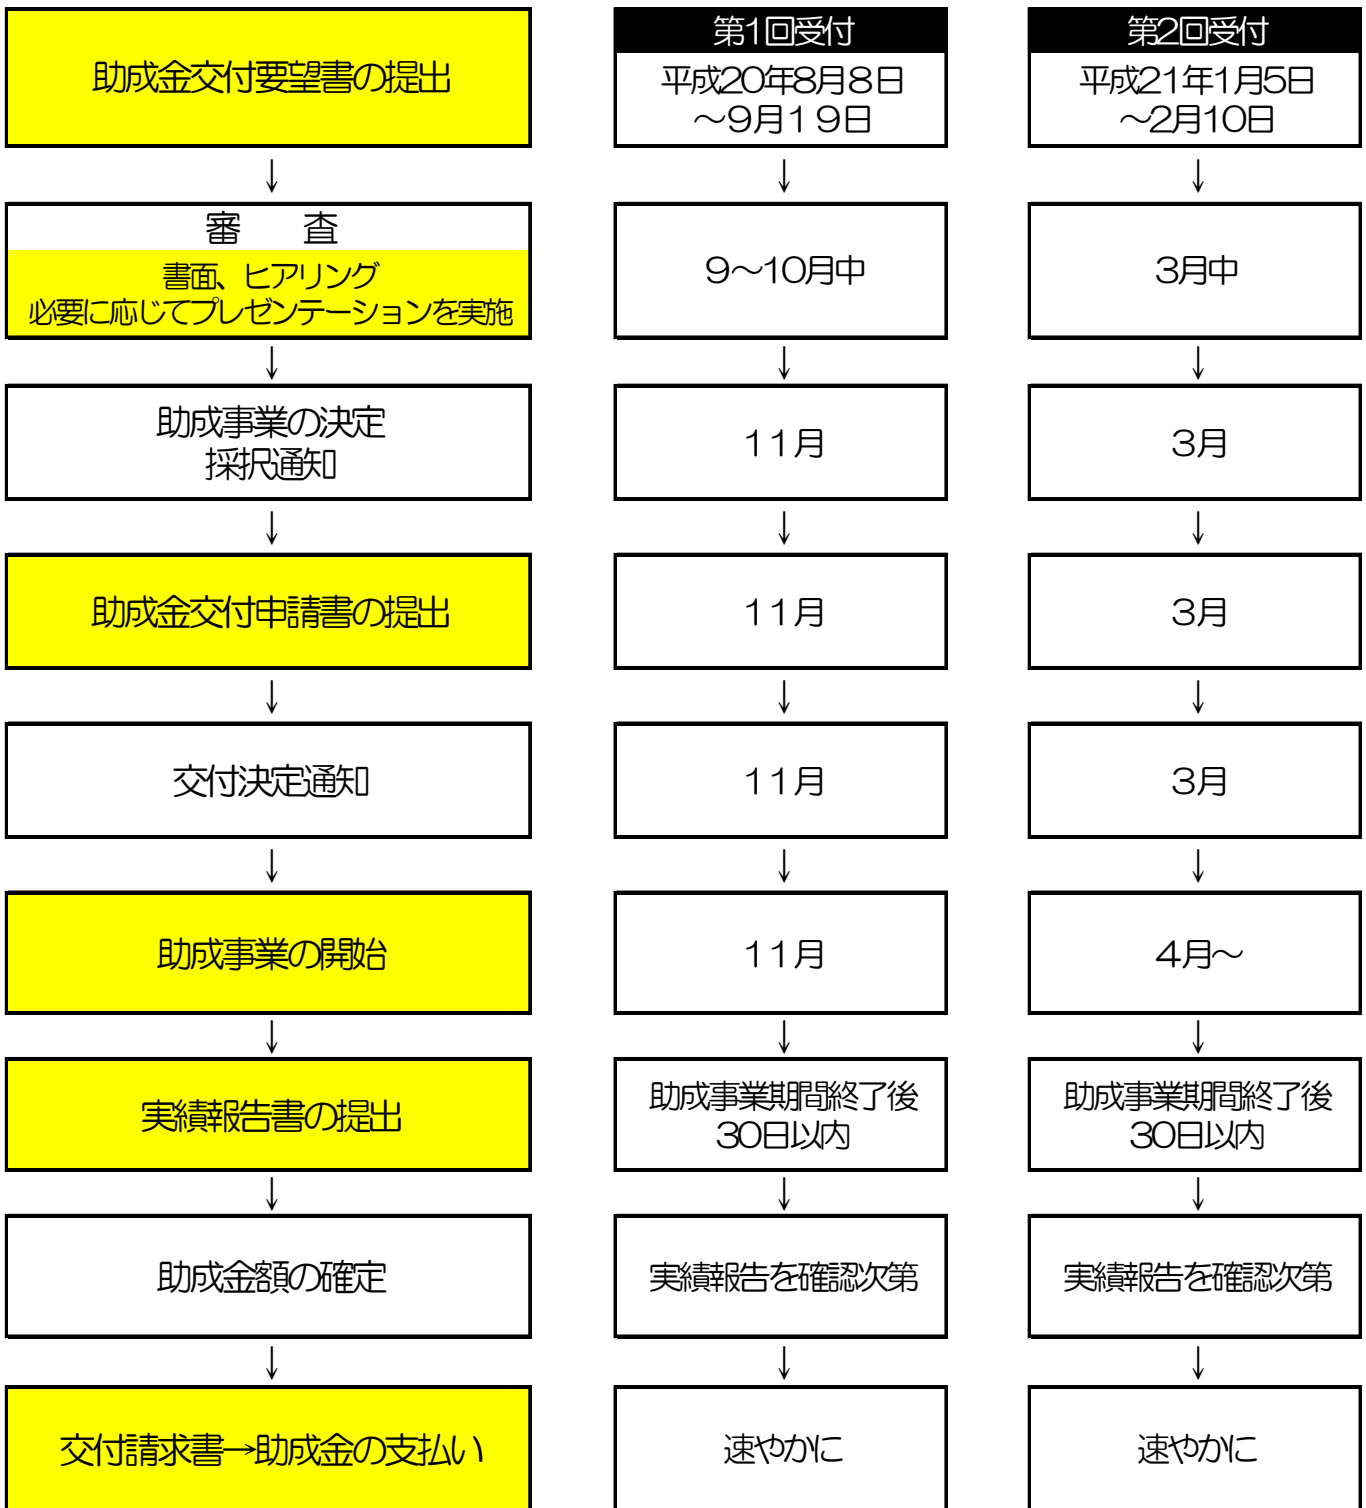 助成金交付要望書の提出
第1回受付
平成20年8月8日
～9月19日
第2回受付
平成21年1月5日
～2月10日
↓
↓
↓
審　査
書面、ヒアリング
必要に応じてプレゼンテーションを実施
9～10月中
3月中
↓
↓
↓
助成事業の決定
採択通知
11月
3月
↓
↓
↓
助成金交付申請書の提出
11月
3月
↓
↓
↓
交付決定通知
11月
3月
↓
↓
↓
助成事業の開始
11月
4月～
↓
↓
↓
実績報告書の提出
助成事業期間終了後
30日以内
助成事業期間終了後
30日以内
↓
↓
↓
助成金額の確定
実績報告を確認次第
実績報告を確認次第
↓
↓
↓
交付請求書→助成金の支払い
速やかに
速やかに